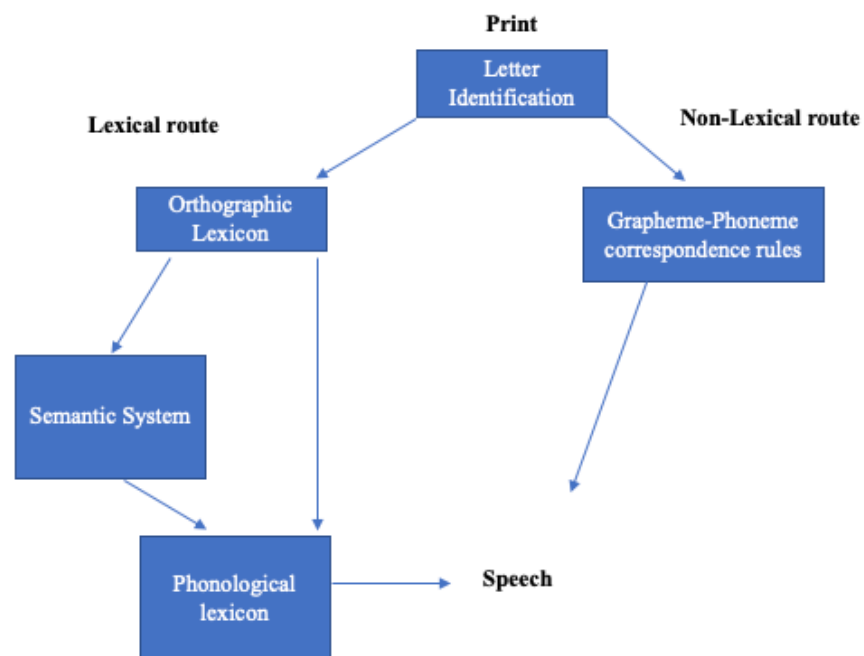 Print
Letter
Identification
Lexical route
Non-Lexical route
Orthographic
Lexicon
Grapheme-Phoneme
correspondence rules
Semantic System
Phonological
lexicon
Speech